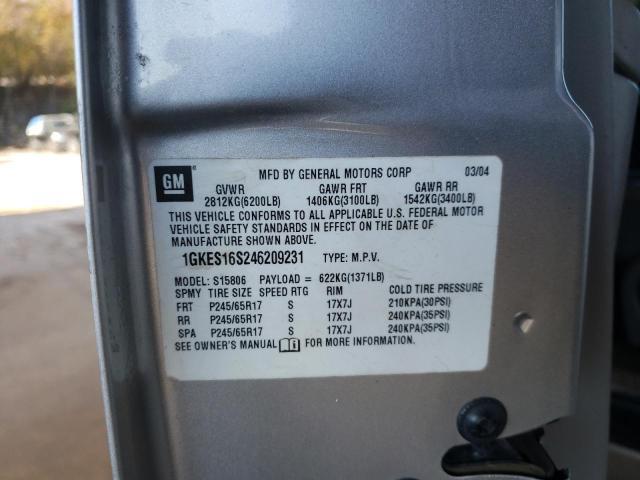 GM MFD BY GENERAL MOTORS CORP 03/04
GVWR GAWR FRT GAWR RR
2812KG(6200LB) 1406KG(3100LB) 1542KG(3400LB)
THIS VEHICLE CONFORMS TO ALL APPLICABLE U.S. FEDERAL MOTOR
VEHICLE SAFETY STANDARDS IN EFFECT ON THE DATE OF
MANUFACTURE SHOWN ABOVE.
1GKES16S246209231 TYPE: M.P.V.
MODEL: S15806 PAYLOAD = 622KG(1371LB)
SPMY TIRE SIZE SPEED RTG RIM COLD TIRE PRESSURE
FRT P245/65R17 S 17X7J 210KPA(30PSI)
RR P245/65R17 S 17X7J 240KPA(35PSI)
SPA P245/65R17 S 17X7J 240KPA(35PSI)
SEE OWNER'S MANUAL FOR MORE INFORMATION.